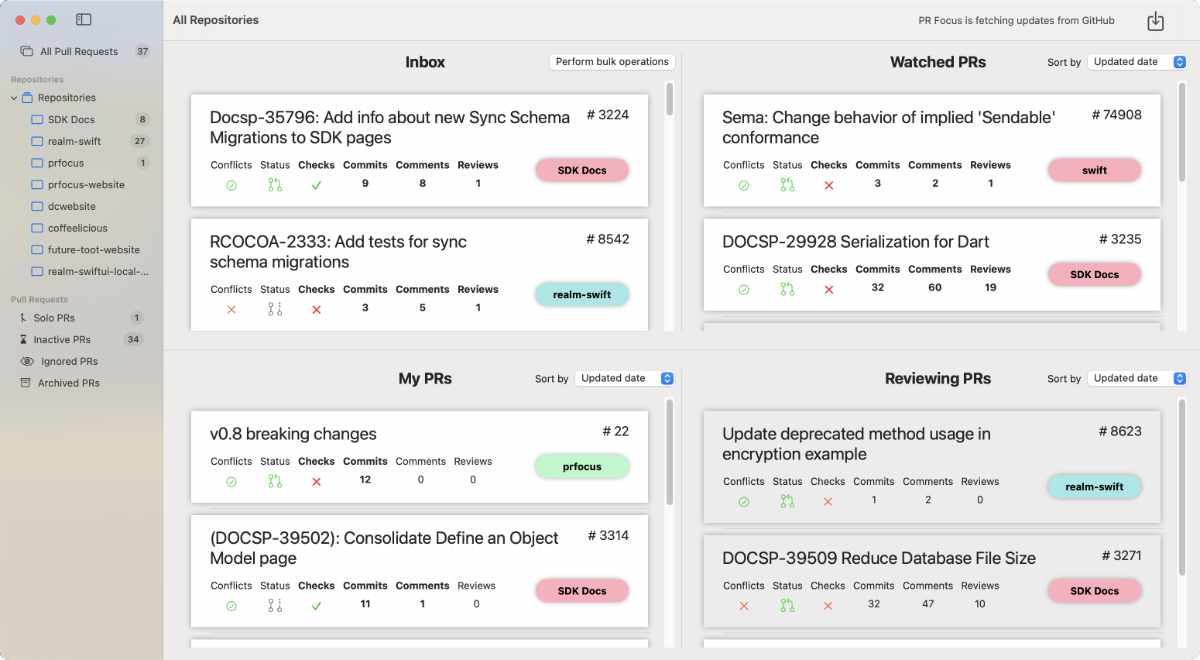 All Repositories
PR Focus is fetching updates from GitHub
All Pull Requests 37
Repositories
Repositories
SDK Docs 8
realm-swift 27
prfocus 1
prfocus-website
dcwebsite
coffeelicious
future-toot-website
realm-swiftui-local-...
Pull Requests
Solo PRs 1
Inactive PRs 34
Ignored PRs
Archived PRs
Inbox
Perform bulk operations
Docsp-35796: Add info about new Sync Schema
Migrations to SDK pages
# 3224
Conflicts Status Checks Commits Comments Reviews
9 8 1
SDK Docs
RCOCOA-2333: Add tests for sync
schema migrations
# 8542
Conflicts Status Checks Commits Comments Reviews
3 5 1
realm-swift
Watched PRs
Sort by Updated date
Sema: Change behavior of implied 'Sendable'
conformance
# 74908
Conflicts Status Checks Commits Comments Reviews
3 2 1
swift
DOCSP-29928 Serialization for Dart
# 3235
Conflicts Status Checks Commits Comments Reviews
32 60 19
SDK Docs
My PRs
Sort by Updated date
v0.8 breaking changes
# 22
Conflicts Status Checks Commits Comments Reviews
12 0 0
prfocus
(DOCSP-39502): Consolidate Define an Object
Model page
# 3314
Conflicts Status Checks Commits Comments Reviews
11 1 0
SDK Docs
Reviewing PRs
Sort by Updated date
Update deprecated method usage in
encryption example
# 8623
Conflicts Status Checks Commits Comments Reviews
1 2 0
realm-swift
DOCSP-39509 Reduce Database File Size
# 3271
Conflicts Status Checks Commits Comments Reviews
32 47 10
SDK Docs